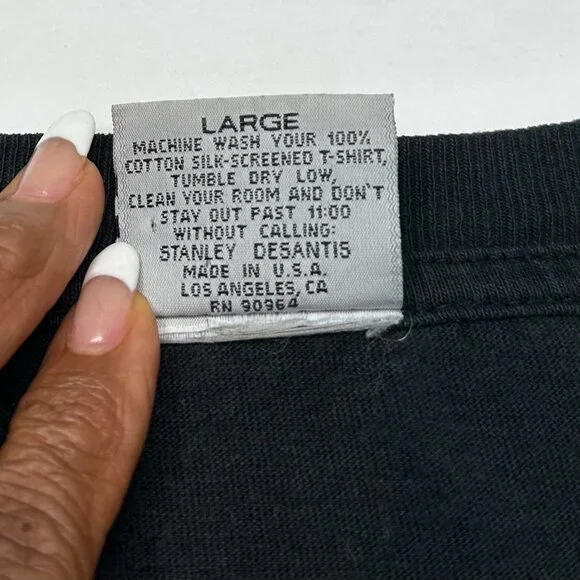 LARGE
MACHINE WASH YOUR 100%
COTTON SILK-SCREENED T-SHIRT,
TUMBLE DRY LOW,
CLEAN YOUR ROOM AND DON'T
STAY OUT PAST 11:00
WITHOUT CALLING:
STANLEY DESANTIS
MADE IN U.S.A.
LOS ANGELES, CA
RN 90964